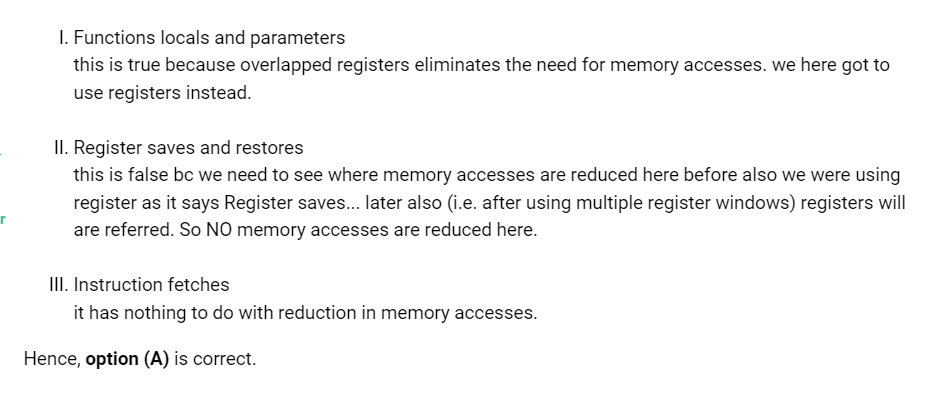 I. Functions locals and parameters
this is true because overlapped registers eliminates the need for memory accesses. we here got to
use registers instead.
II. Register saves and restores
this is false bc we need to see where memory accesses are reduced here before also we were using
register as it says Register saves... later also (i.e. after using multiple register windows) registers will
are referred. So NO memory accesses are reduced here.
r
III. Instruction fetches
it has nothing to do with reduction in memory accesses.
Hence, option (A) is correct.